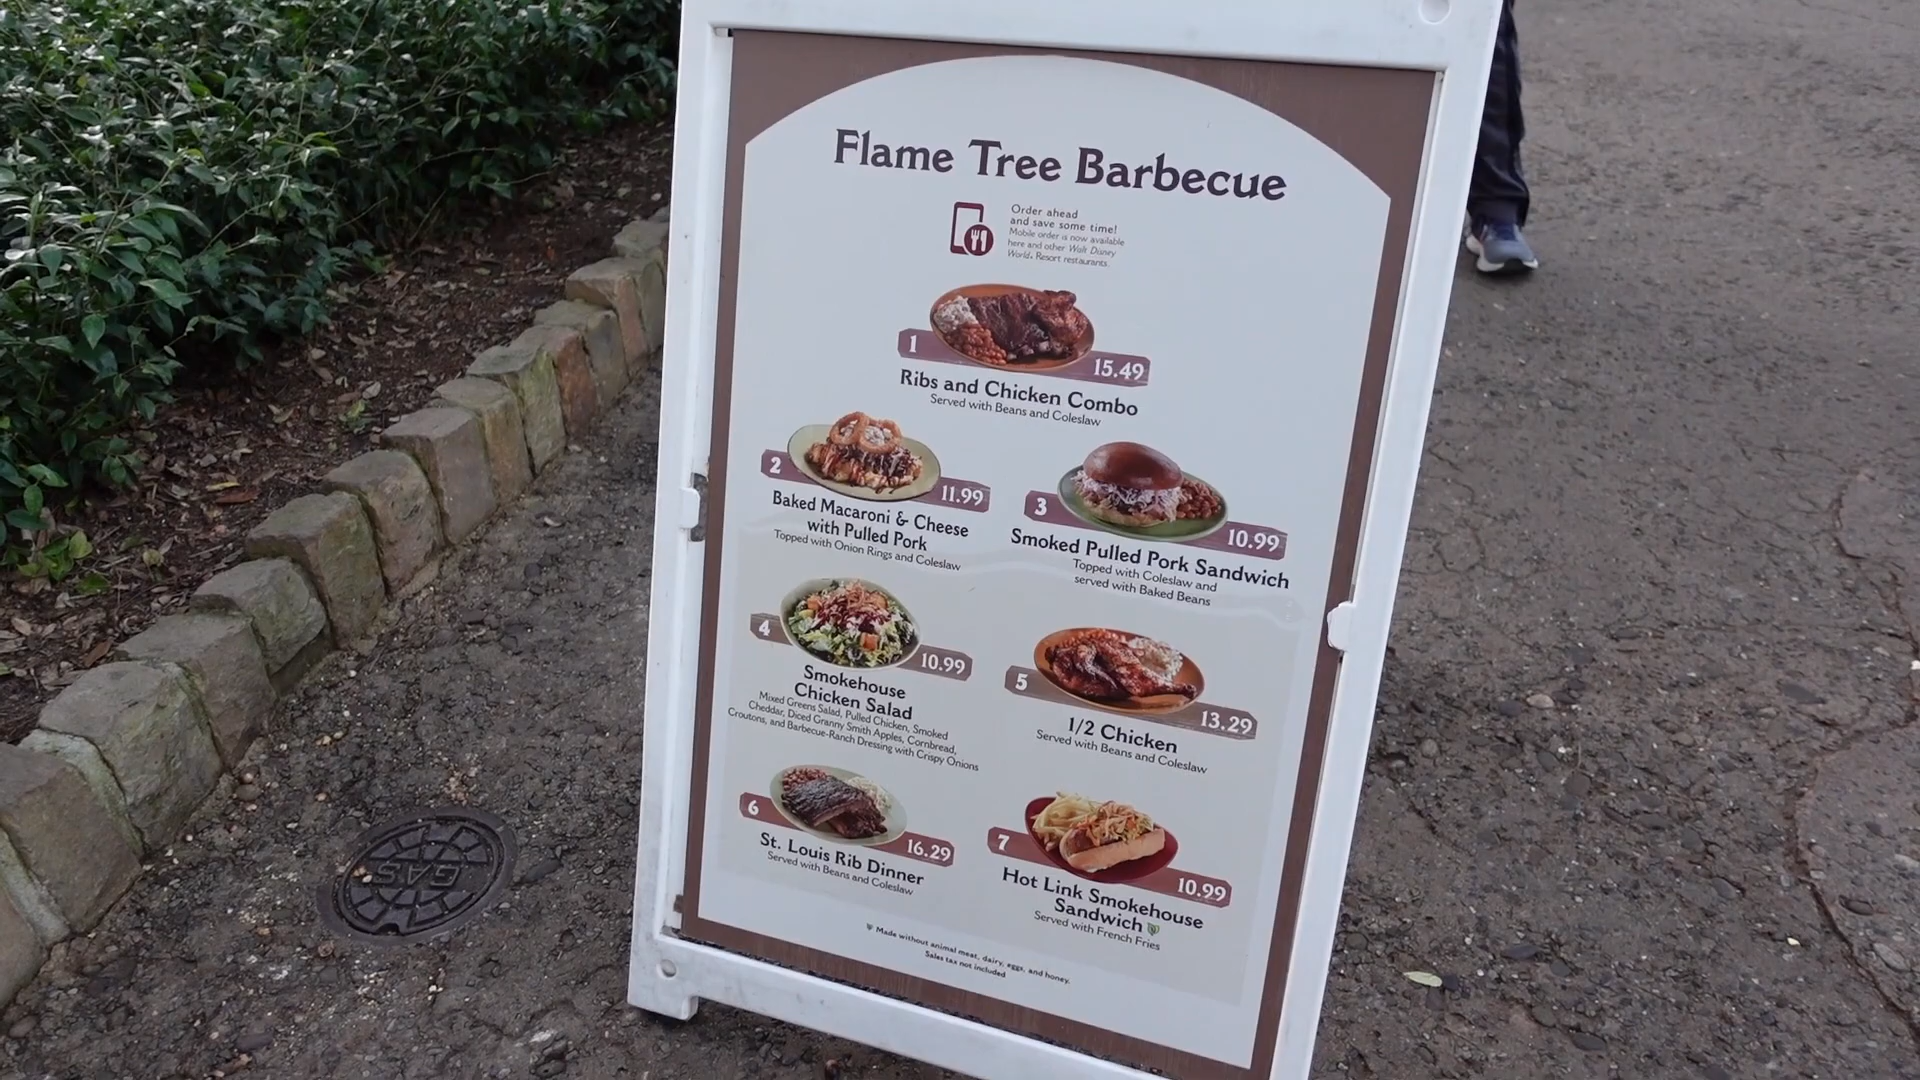 Flame Tree Barbecue
Order ahead
and save some time!
Mobile order is now available
here and other Walt Disney
World® Resort restaurants.
1
15.49
Ribs and Chicken Combo
Served with Beans and Coleslaw
2
11.99
Baked Macaroni & Cheese
with Pulled Pork
Topped with Onion Rings and Coleslaw
3
10.99
Smoked Pulled Pork Sandwich
Topped with Coleslaw and
served with Baked Beans
4
10.99
Smokehouse
Chicken Salad
Mixed Greens Salad, Pulled Chicken, Smoked
Cheddar, Diced Granny Smith Apples, Cornbread,
Croutons, and Barbecue-Ranch Dressing with Crispy Onions
5
13.29
1/2 Chicken
Served with Beans and Coleslaw
6
16.29
St. Louis Rib Dinner
Served with Beans and Coleslaw
7
10.99
Hot Link Smokehouse
Sandwich
Served with French Fries
Made without animal meat, dairy, eggs, and honey.
Sales tax not included
GAS